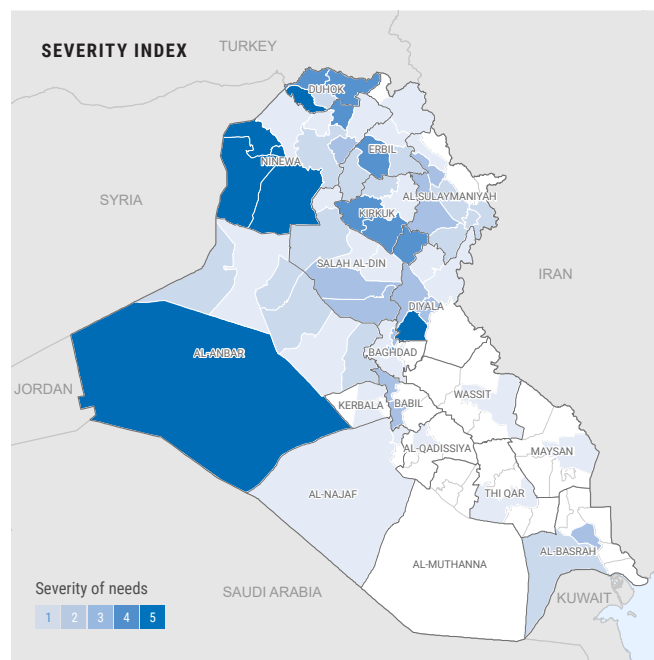 SEVERITY INDEX
TURKEY
DUHOK
ERBIL
NINEWA
SYRIA
AL.SULAYMANIYAH
KIRKUK
SALAH AL-DIN
IRAN
DIYALA
AL-ANBAR
BAGHDAD
JORDAN
KERBALA
BABIL
WASSIT
AL-QADISSIYA
MAYSAN
AL-NAJAF
THI QAR
AL-BASRAH
AL-MUTHANNA
SAUDI ARABIA
KUWAIT
Severity of needs
1 2 3 4 5